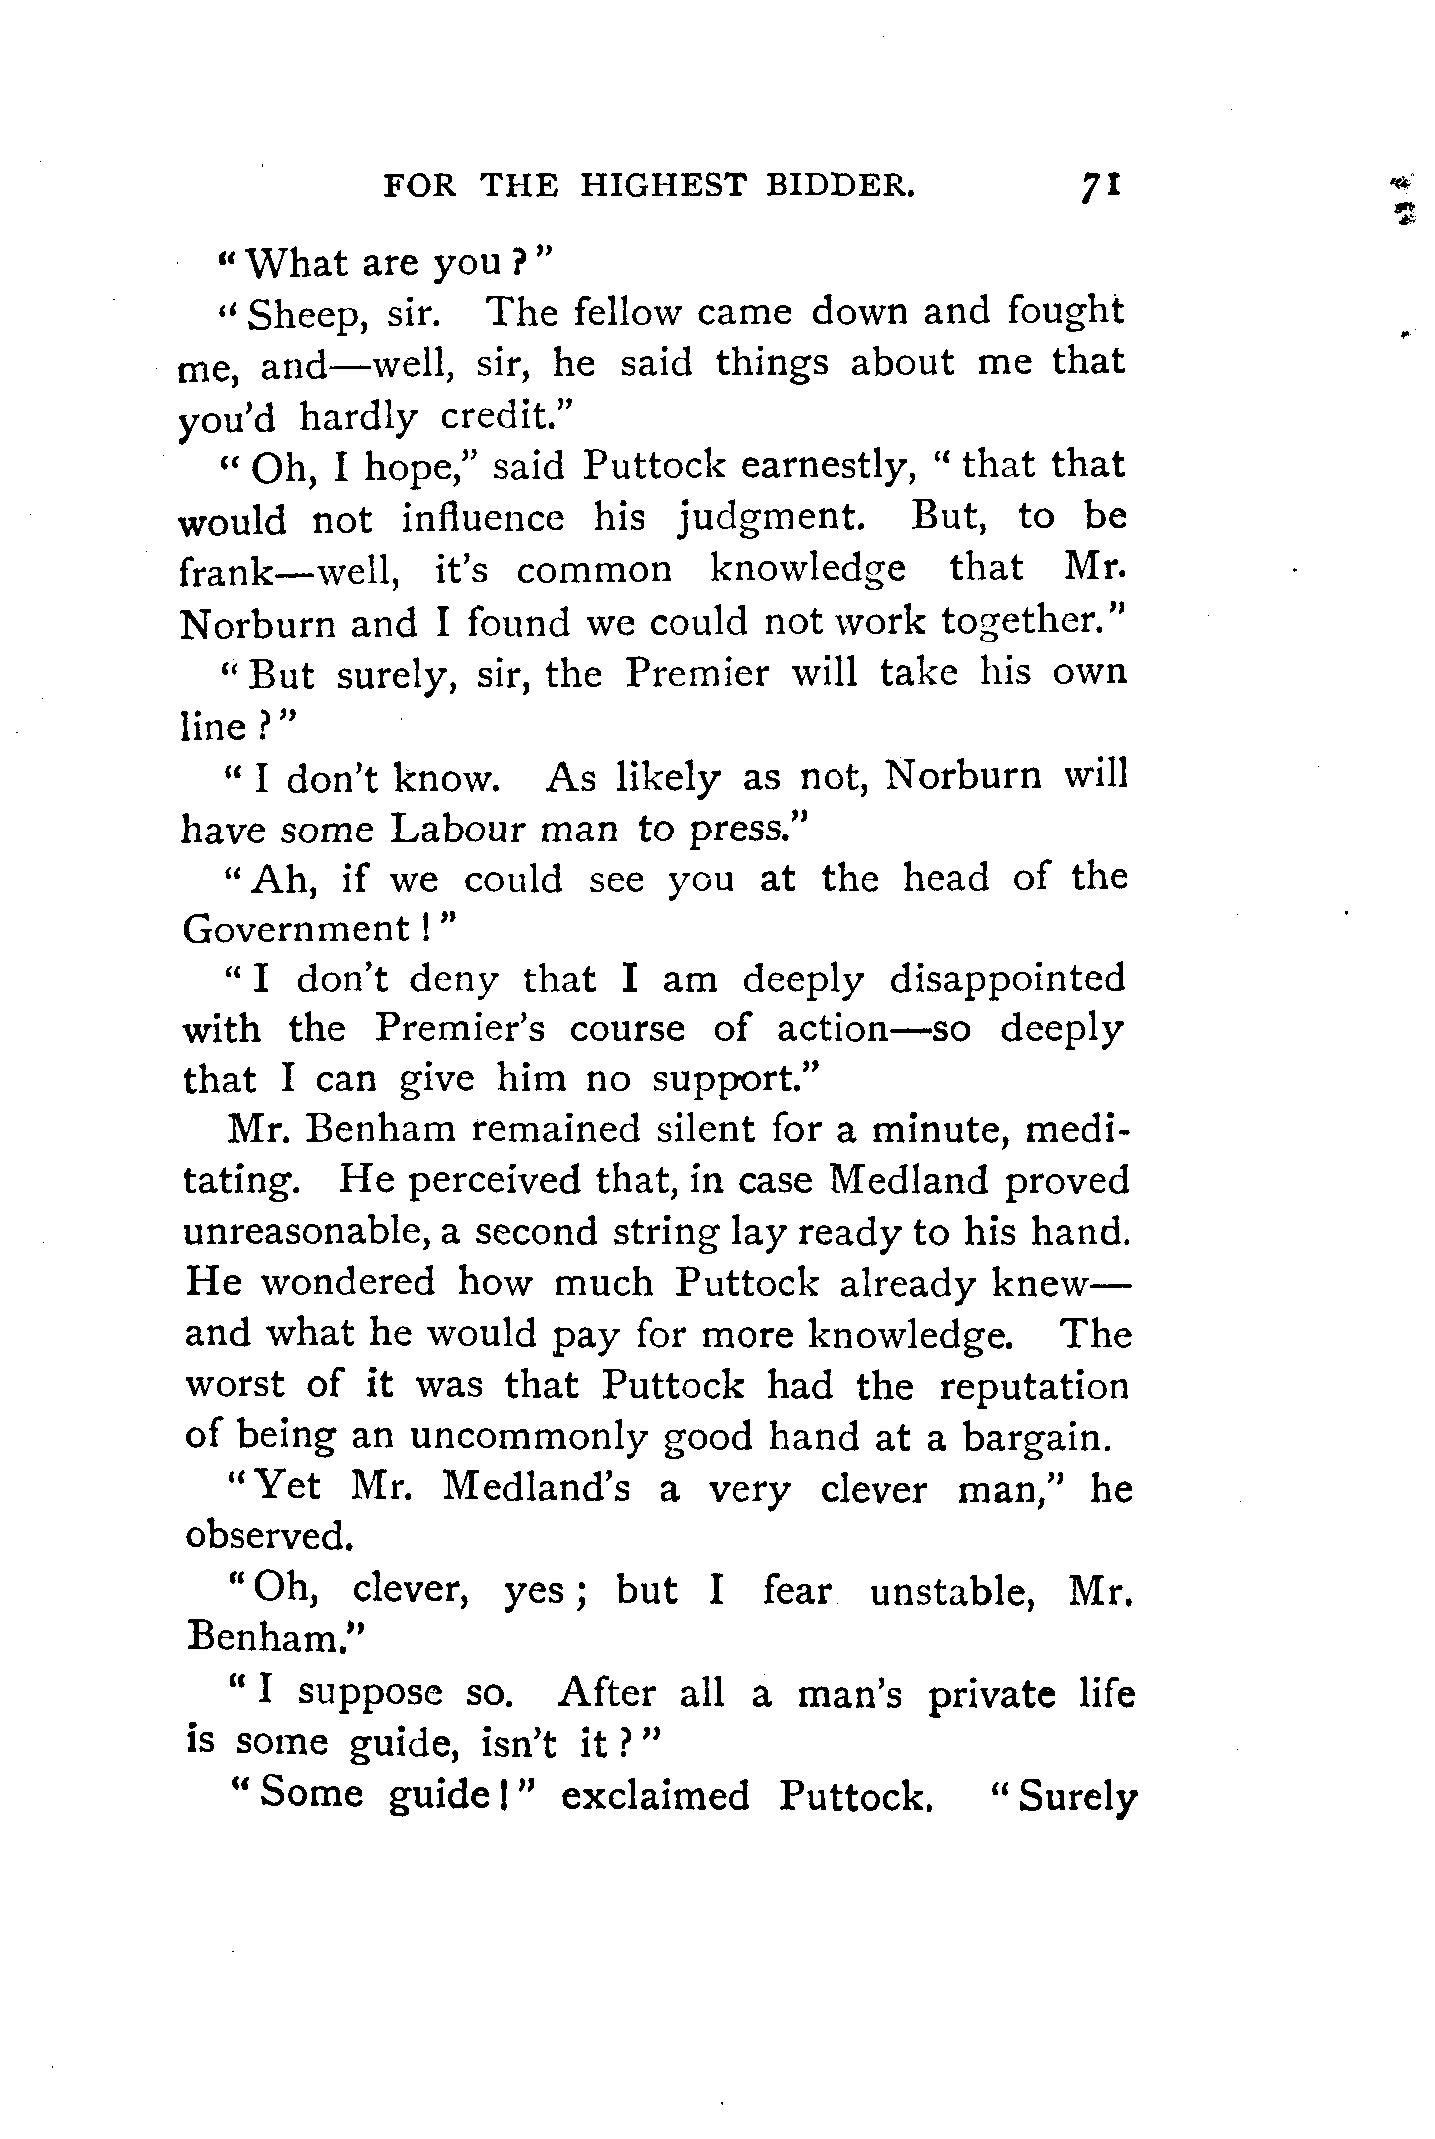 FOR THE HIGHEST BIDDER. 71
"What are you?"
"Sheep, sir. The fellow came down and fought
me, and—well, sir, he said things about me that
you'd hardly credit."
"Oh, I hope," said Puttock earnestly, "that that
would not influence his judgment. But, to be
frank—well, it's common knowledge that Mr.
Norburn and I found we could not work together."
"But surely, sir, the Premier will take his own
line?"
"I don't know. As likely as not, Norburn will
have some Labour man to press."
"Ah, if we could see you at the head of the
Government!"
"I don't deny that I am deeply disappointed
with the Premier's course of action—so deeply
that I can give him no support."
Mr. Benham remained silent for a minute, medi-
tating. He perceived that, in case Medland proved
unreasonable, a second string lay ready to his hand.
He wondered how much Puttock already knew—
and what he would pay for more knowledge. The
worst of it was that Puttock had the reputation
of being an uncommonly good hand at a bargain.
"Yet Mr. Medland's a very clever man," he
observed.
"Oh, clever, yes; but I fear unstable, Mr.
Benham."
"I suppose so. After all a man's private life
is some guide, isn't it?"
"Some guide!" exclaimed Puttock. "Surely